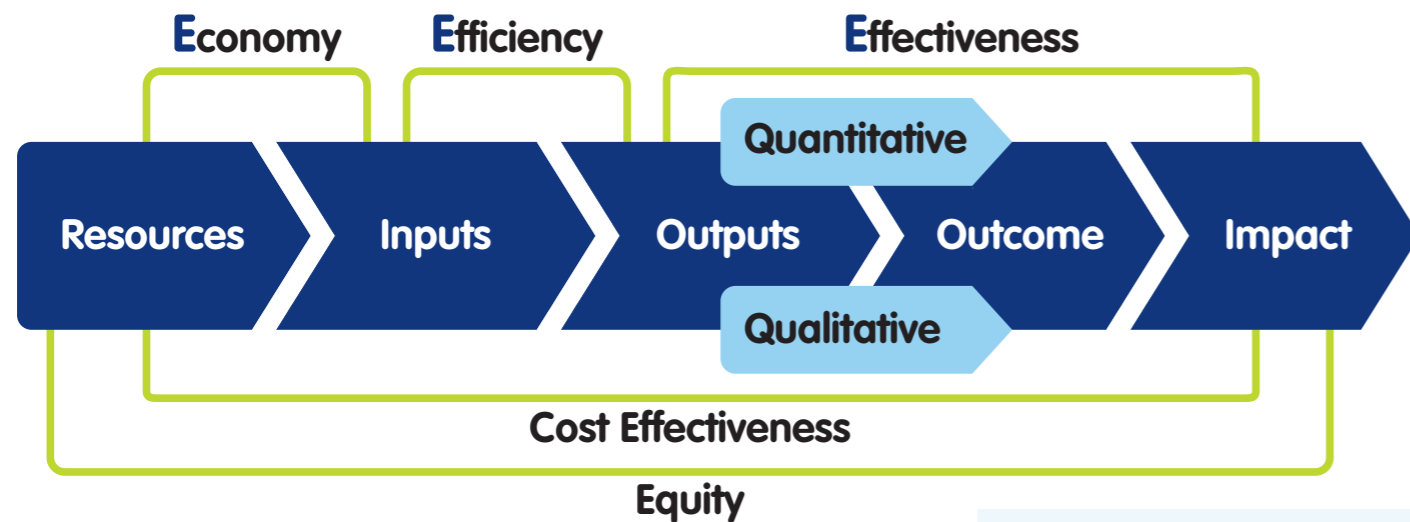 Economy Efficiency Effectiveness
Quantitative
Resources Inputs Outputs Outcome Impact
Qualitative
Cost Effectiveness
Equity